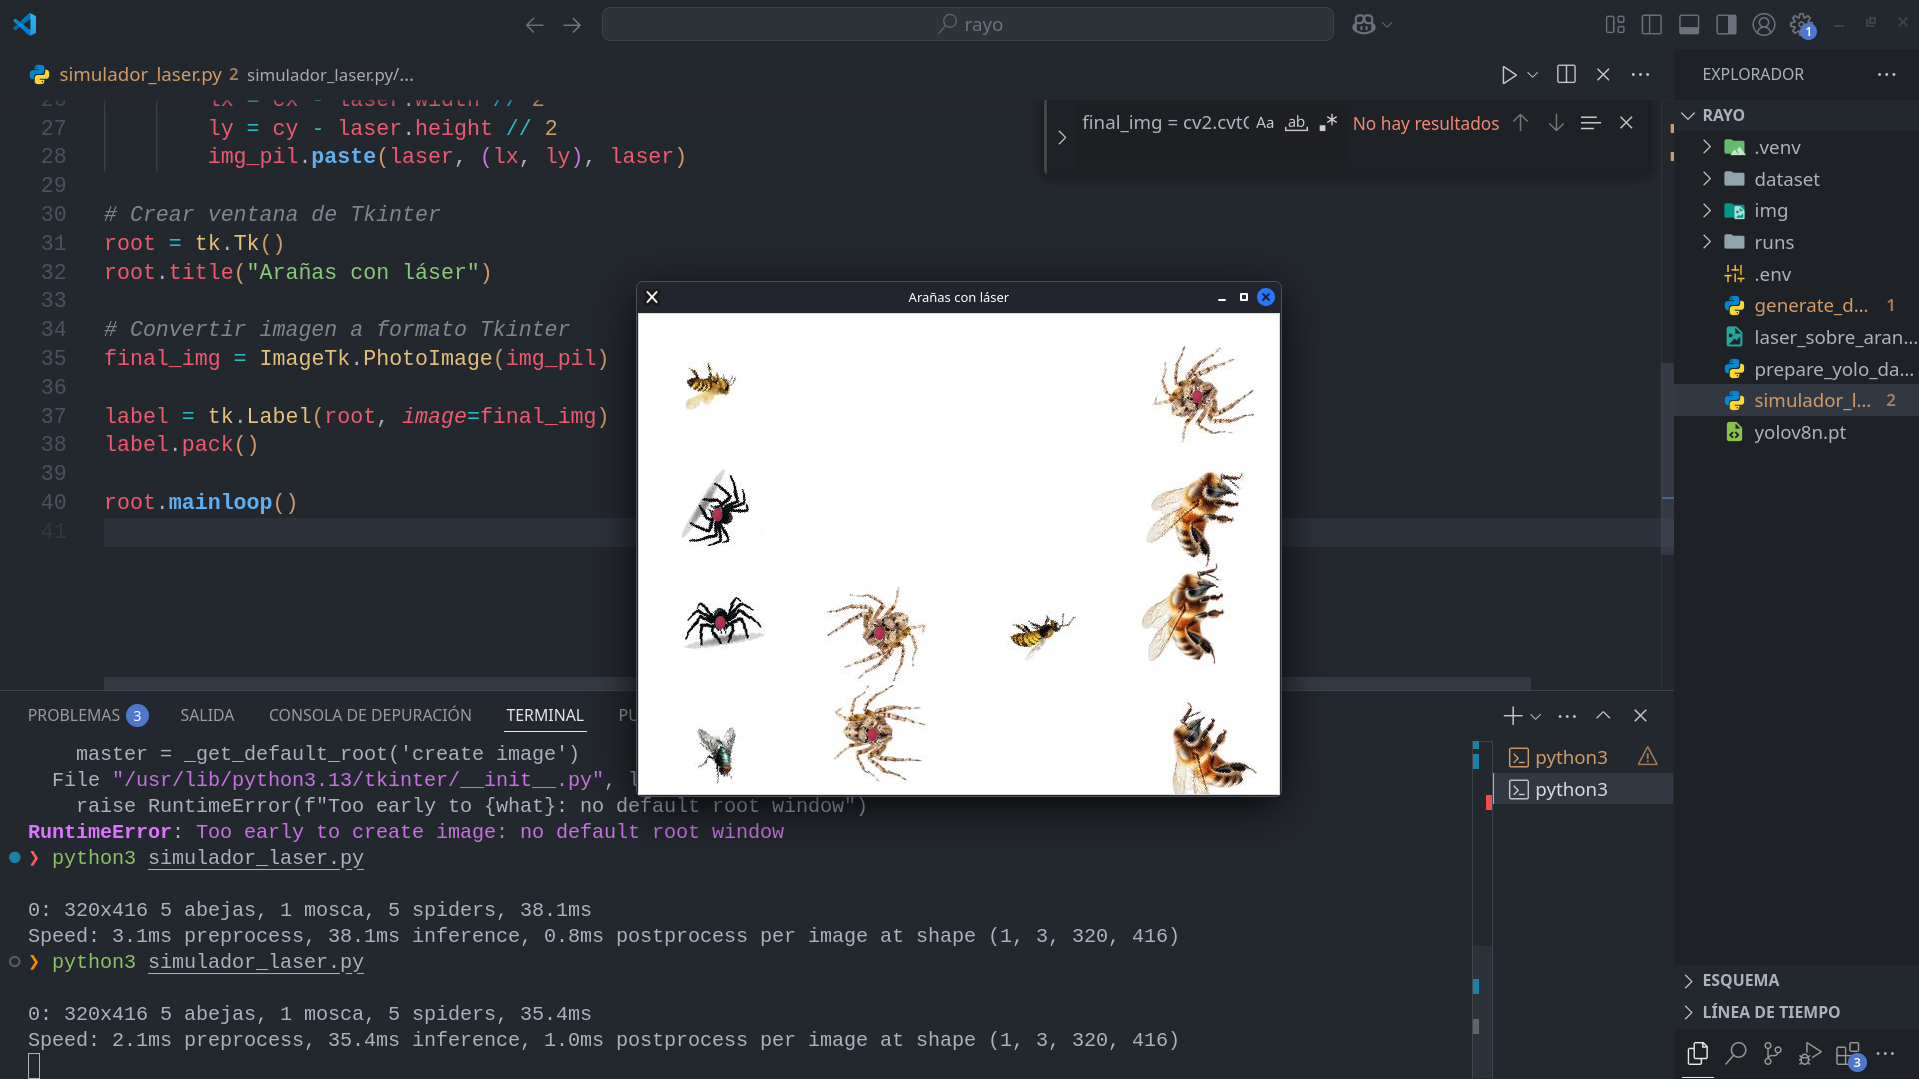 rayo
1
simulador_laser.py 2 simulador_laser.py/...
26 lx = cx - laser.width // 2
27 ly = cy - laser.height // 2
28 img_pil.paste(laser, (lx, ly), laser)
29
30 # Crear ventana de Tkinter
31 root = tk.Tk()
32 root.title("Arañas con láser")
33
34 # Convertir imagen a formato Tkinter
35 final_img = ImageTk.PhotoImage(img_pil)
36
37 label = tk.Label(root, image=final_img)
38 label.pack()
39
40 root.mainloop()
41
final_img = cv2.cvt Aa ab .* No hay resultados
Arañas con láser
EXPLORADOR
RAYO
.venv
dataset
img
runs
.env
generate_d... 1
laser_sobre_aran...
prepare_yolo_da...
simulador_l... 2
yolov8n.pt
ESQUEMA
LÍNEA DE TIEMPO
3
PROBLEMAS 3 SALIDA CONSOLA DE DEPURACIÓN TERMINAL PU
master = _get_default_root('create image')
File "/usr/lib/python3.13/tkinter/__init__.py", l
raise RuntimeError(f"Too early to {what}: no default root window")
RuntimeError: Too early to create image: no default root window
❯ python3 simulador_laser.py
0: 320x416 5 abejas, 1 mosca, 5 spiders, 38.1ms
Speed: 3.1ms preprocess, 38.1ms inference, 0.8ms postprocess per image at shape (1, 3, 320, 416)
❯ python3 simulador_laser.py
0: 320x416 5 abejas, 1 mosca, 5 spiders, 35.4ms
Speed: 2.1ms preprocess, 35.4ms inference, 1.0ms postprocess per image at shape (1, 3, 320, 416)
python3
python3